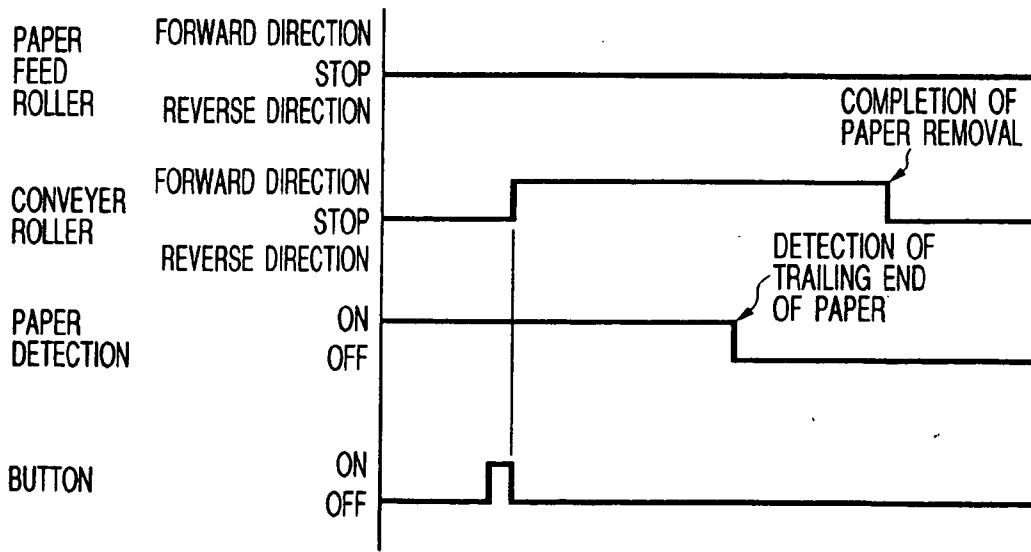 PAPER
FEED
ROLLER
FORWARD DIRECTION
STOP
REVERSE DIRECTION
COMPLETION OF
PAPER REMOVAL
CONVEYER
ROLLER
FORWARD DIRECTION
STOP
REVERSE DIRECTION
DETECTION OF
TRAILING END
OF PAPER
PAPER
DETECTION
ON
OFF
BUTTON
ON
OFF